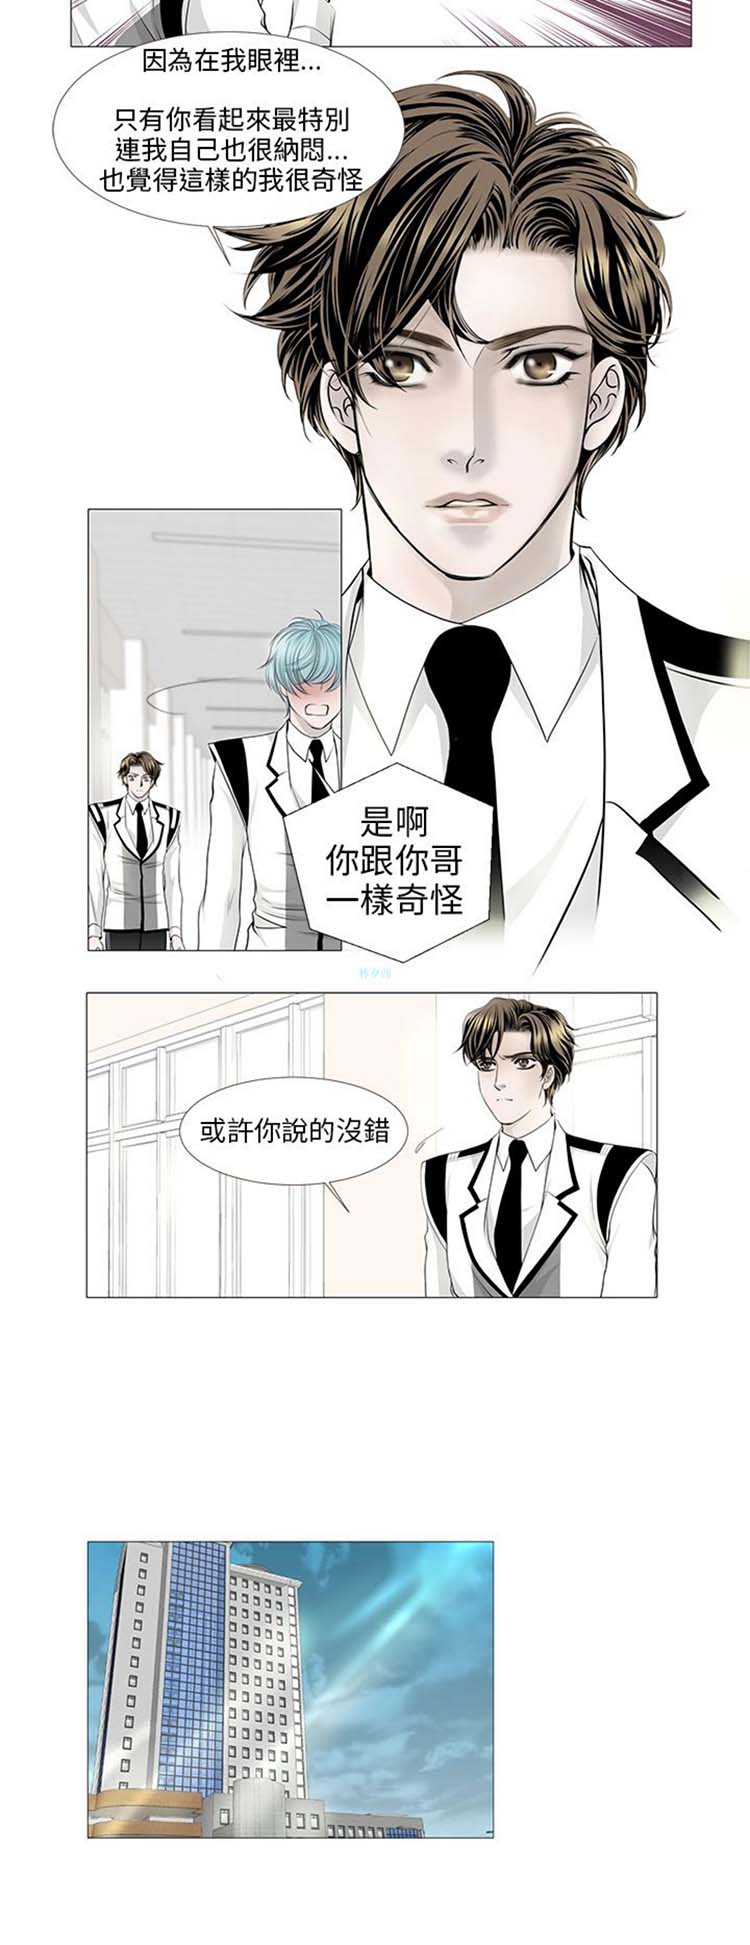 因為在我眼裡…
只有你看起來最特別
連我自己也很納悶…
也覺得這樣的我很奇怪
是啊
你跟你哥
一樣奇怪
或許你說的沒錯